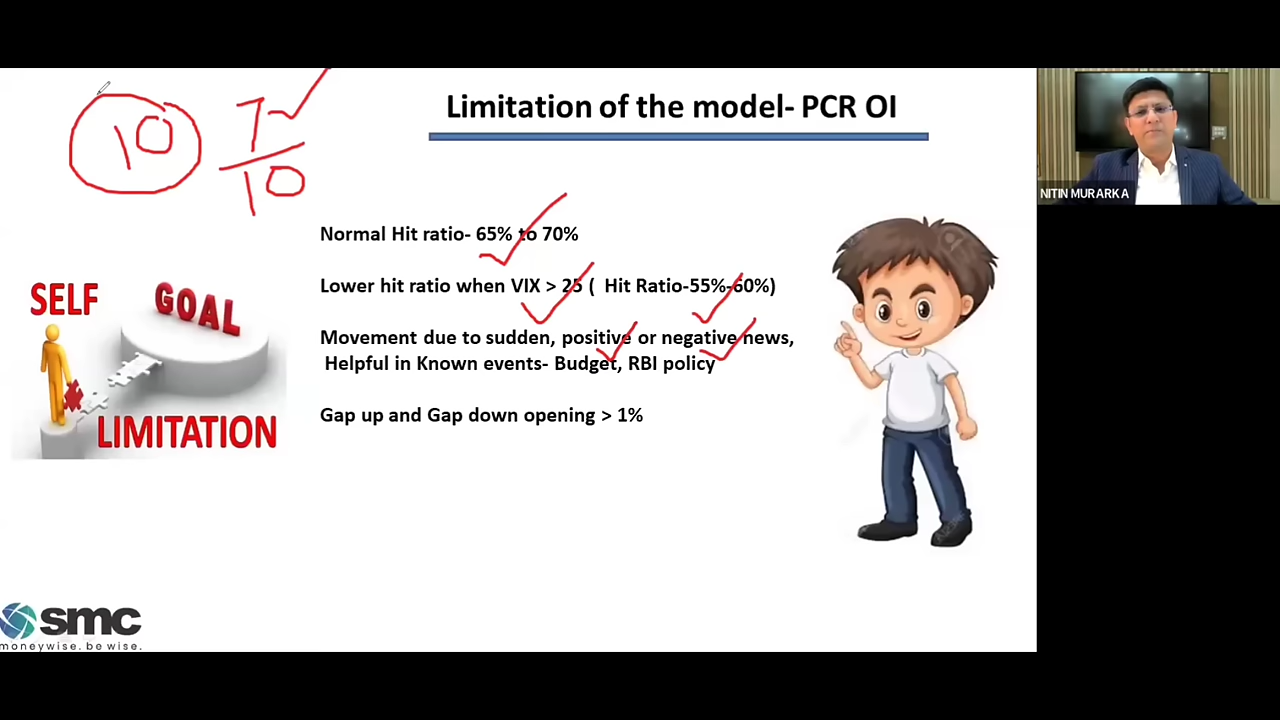 Limitation of the model- PCR OI
10
7
10
NITIN MURARKA
Normal Hit ratio- 65% to 70%
Lower hit ratio when VIX > 25 ( Hit Ratio-55%-60%)
Movement due to sudden, positive or negative news,
Helpful in Known events- Budget, RBI policy
Gap up and Gap down opening > 1%
SELF
GOAL
LIMITATION
smc
moneywise. be wise.